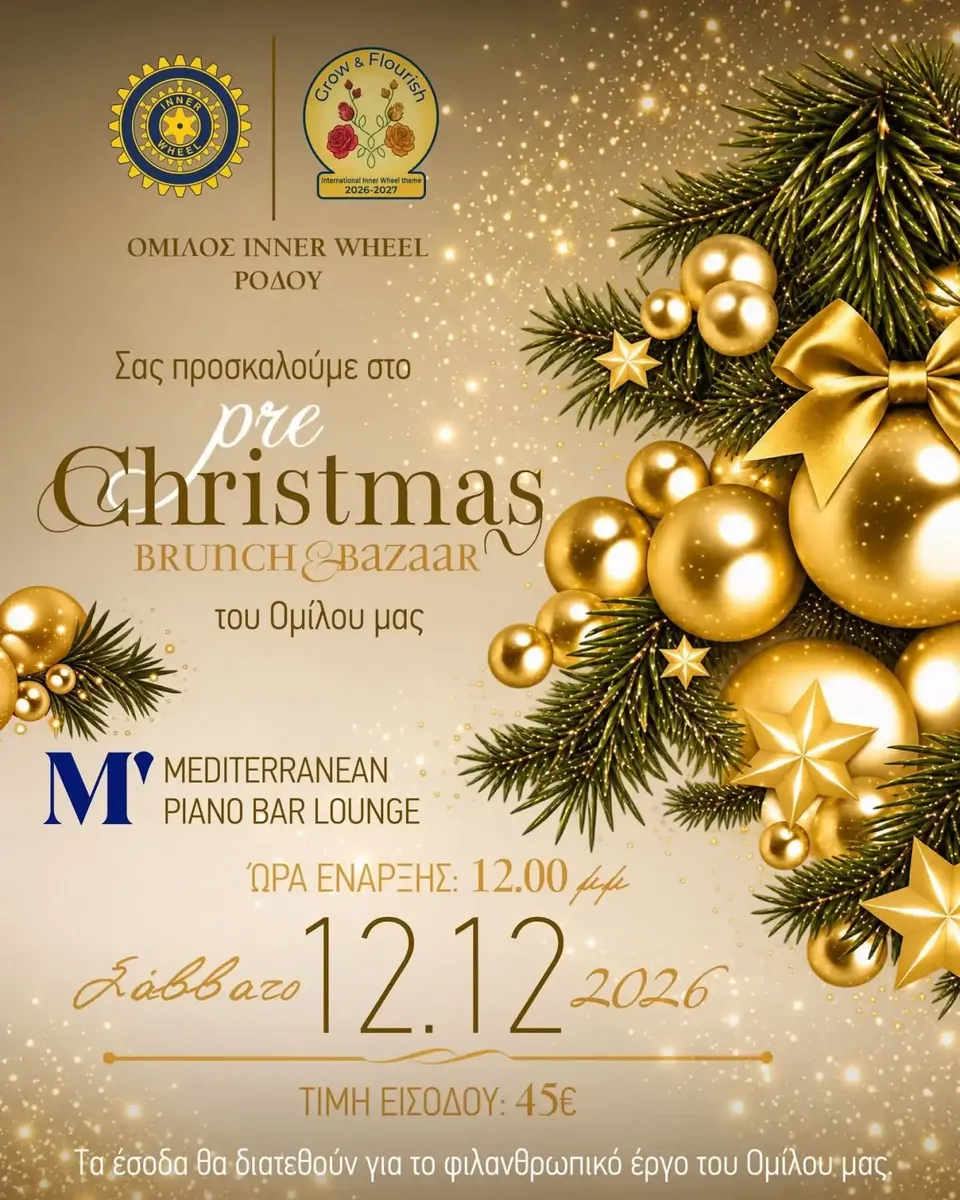 INNER
WHEEL
Grow & Flourish
International Inner Wheel theme
2026-2027
ΟΜΙΛΟΣ INNER WHEEL
ΡΟΔΟΥ
Σας προσκαλούμε στο
pre
Christmas
BRUNCH & BAZAAR
του Ομίλου μας
M'
MEDITERRANEAN
PIANO BAR LOUNGE
ΏΡΑ ΕΝΑΡΞΗΣ: 12.00 μμ
Σάββατο 12.12 2026
ΤΙΜΗ ΕΙΣΟΔΟΥ: 45€
Τα έσοδα θα διατεθούν για το φιλανθρωπικό έργο του Ομίλου μας.